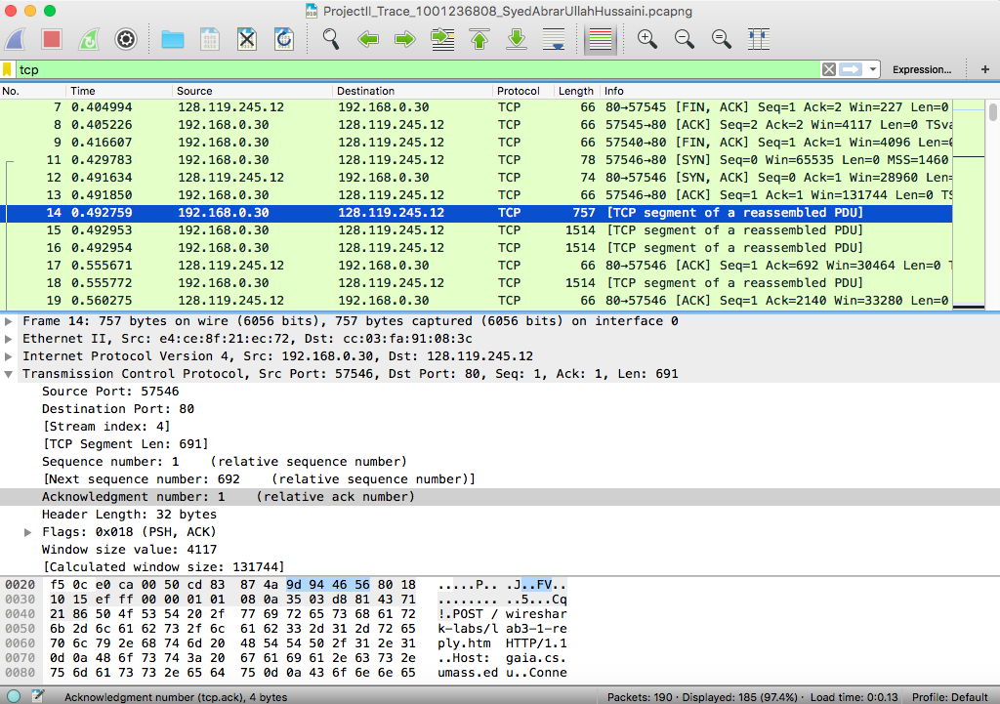 ProjectII_Trace_1001236808_SyedAbrarUllahHussaini.pcapng
tcp Expression... +
No. Time Source Destination Protocol Length Info
7 0.404994 128.119.245.12 192.168.0.30 TCP 66 80→57545 [FIN, ACK] Seq=1 Ack=2 Win=227 Len=0
8 0.405226 192.168.0.30 128.119.245.12 TCP 66 57545→80 [ACK] Seq=2 Ack=2 Win=4117 Len=0 TSva
9 0.416607 192.168.0.30 128.119.245.12 TCP 66 57540→80 [FIN, ACK] Seq=1 Ack=1 Win=4096 Len=0
11 0.429783 192.168.0.30 128.119.245.12 TCP 78 57546→80 [SYN] Seq=0 Win=65535 Len=0 MSS=1460
12 0.491634 128.119.245.12 192.168.0.30 TCP 74 80→57546 [SYN, ACK] Seq=0 Ack=1 Win=28960 Len=
13 0.491850 192.168.0.30 128.119.245.12 TCP 66 57546→80 [ACK] Seq=1 Ack=1 Win=131744 Len=0 TS
14 0.492759 192.168.0.30 128.119.245.12 TCP 757 [TCP segment of a reassembled PDU]
15 0.492953 192.168.0.30 128.119.245.12 TCP 1514 [TCP segment of a reassembled PDU]
16 0.492954 192.168.0.30 128.119.245.12 TCP 1514 [TCP segment of a reassembled PDU]
17 0.555671 128.119.245.12 192.168.0.30 TCP 66 80→57546 [ACK] Seq=1 Ack=692 Win=30464 Len=0 T
18 0.555772 192.168.0.30 128.119.245.12 TCP 1514 [TCP segment of a reassembled PDU]
19 0.560275 128.119.245.12 192.168.0.30 TCP 66 80→57546 [ACK] Seq=1 Ack=2140 Win=33280 Len=0
Frame 14: 757 bytes on wire (6056 bits), 757 bytes captured (6056 bits) on interface 0
Ethernet II, Src: e4:ce:8f:21:ec:72, Dst: cc:03:fa:91:08:3c
Internet Protocol Version 4, Src: 192.168.0.30, Dst: 128.119.245.12
Transmission Control Protocol, Src Port: 57546, Dst Port: 80, Seq: 1, Ack: 1, Len: 691
Source Port: 57546
Destination Port: 80
[Stream index: 4]
[TCP Segment Len: 691]
Sequence number: 1 (relative sequence number)
[Next sequence number: 692 (relative sequence number)]
Acknowledgment number: 1 (relative ack number)
Header Length: 32 bytes
Flags: 0x018 (PSH, ACK)
Window size value: 4117
[Calculated window size: 131744]
0020 f5 0c e0 ca 00 50 cd 83 87 4a 9d 94 46 56 80 18 .....P.. .J..FV..
0030 10 15 ef ff 00 00 01 01 08 0a 35 03 d8 81 43 71 ........ ..5...Cq
0040 21 86 50 4f 53 54 20 2f 77 69 72 65 73 68 61 72 !.POST / wireshar
0050 6b 2d 6c 61 62 73 2f 6c 61 62 33 2d 31 2d 72 65 k-labs/l ab3-1-re
0060 70 6c 79 2e 68 74 6d 20 48 54 54 50 2f 31 2e 31 ply.htm HTTP/1.1
0070 0d 0a 48 6f 73 74 3a 20 67 61 69 61 2e 63 73 2e ..Host: gaia.cs.
0080 75 6d 61 73 73 2e 65 64 75 0d 0a 43 6f 6e 6e 65 umass.ed u..Conne
Acknowledgment number (tcp.ack), 4 bytes Packets: 190 · Displayed: 185 (97.4%) · Load time: 0:0.13 Profile: Default